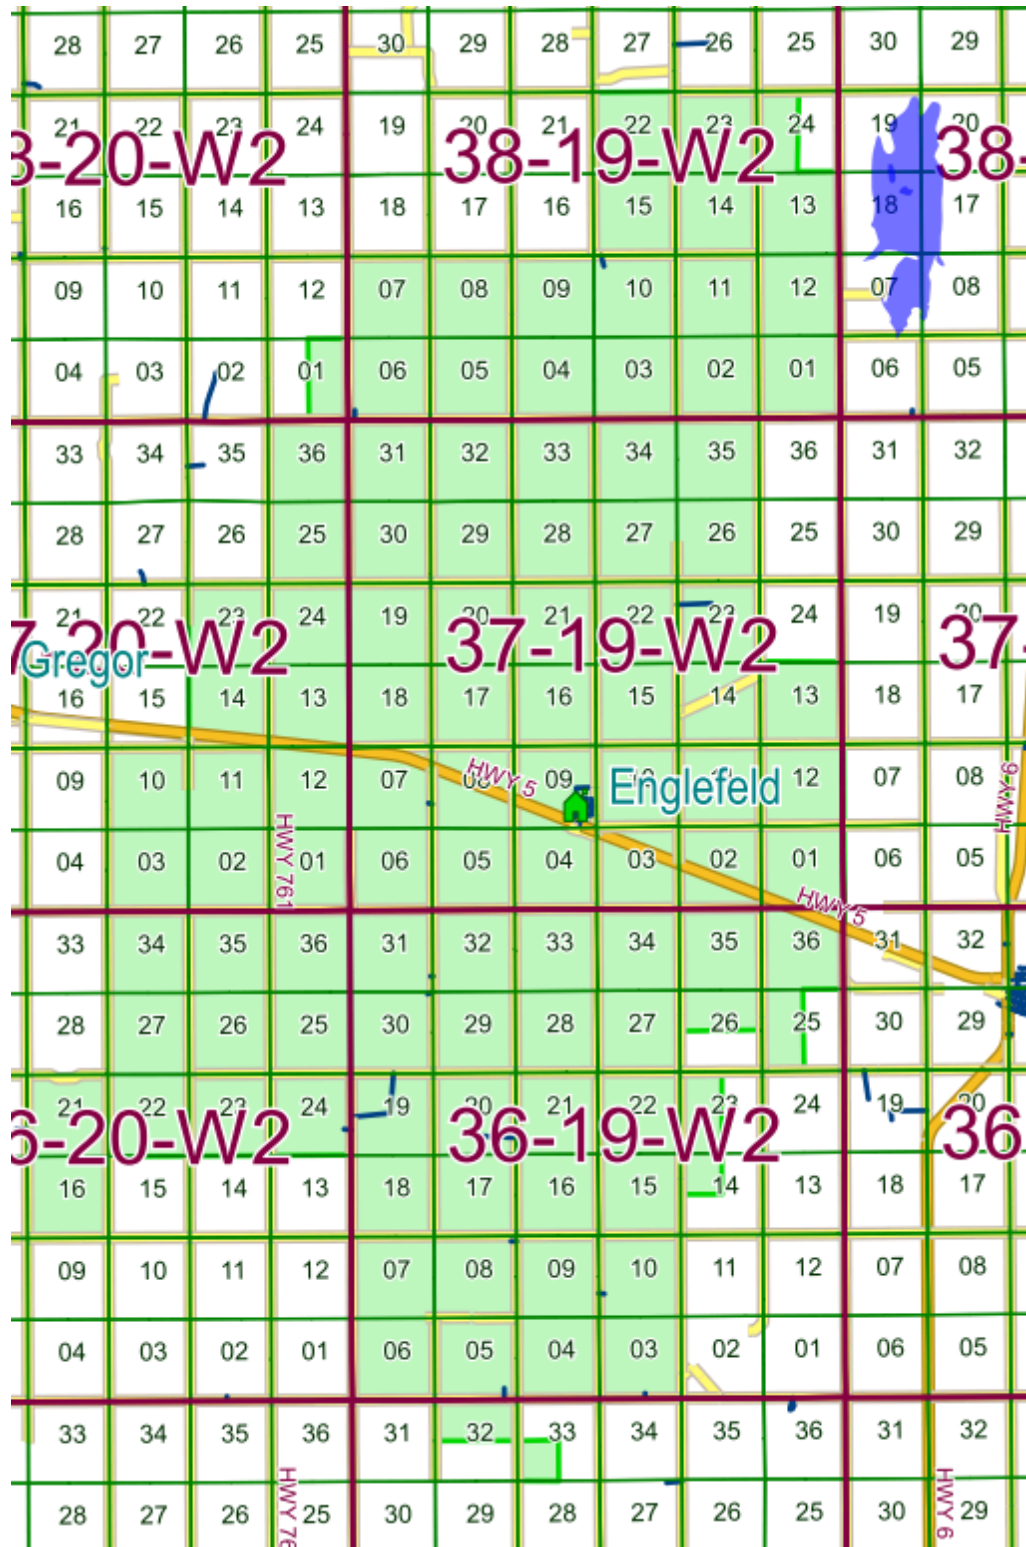 28 27 26 25 30 29 28 27 26 25 30 29
21 22 23 24 19 20 21 22 23 24 19 20
3-20-W2 38-19-W2 38-
16 15 14 13 18 17 16 15 14 13 18 17
09 10 11 12 07 08 09 10 11 12 07 08
04 03 02 01 06 05 04 03 02 01 06 05
33 34 35 36 31 32 33 34 35 36 31 32
28 27 26 25 30 29 28 27 26 25 30 29
21 22 23 24 19 20 21 22 23 24 19 20
7-20-W2 37-19-W2 37-
Gregor
16 15 14 13 18 17 16 15 14 13 18 17
09 10 11 12 07 08 HWY 5 09 Englefeld 12 07 08 HWY 6
04 03 02 HWY 761 01 06 05 04 03 02 01 06 05
HWY 5
33 34 35 36 31 32 33 34 35 36 31 32
28 27 26 25 30 29 28 27 26 25 30 29
21 22 23 24 19 20 21 22 23 24 19 20
6-20-W2 36-19-W2 36
16 15 14 13 18 17 16 15 14 13 18 17
09 10 11 12 07 08 09 10 11 12 07 08
04 03 02 01 06 05 04 03 02 01 06 05
33 34 35 36 31 32 33 34 35 36 31 32
28 27 26 HWY 76 25 30 29 28 27 26 25 30 HWY 6 29